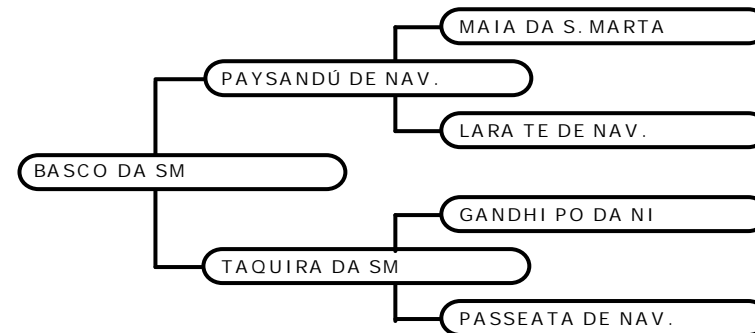 MAIA DA S. MARTA
PAYSANDÚ DE NAV.
LARA TE DE NAV.
BASCO DA SM
GANDHI PO DA NI
TAQUIRA DA SM
PASSEATA DE NAV.